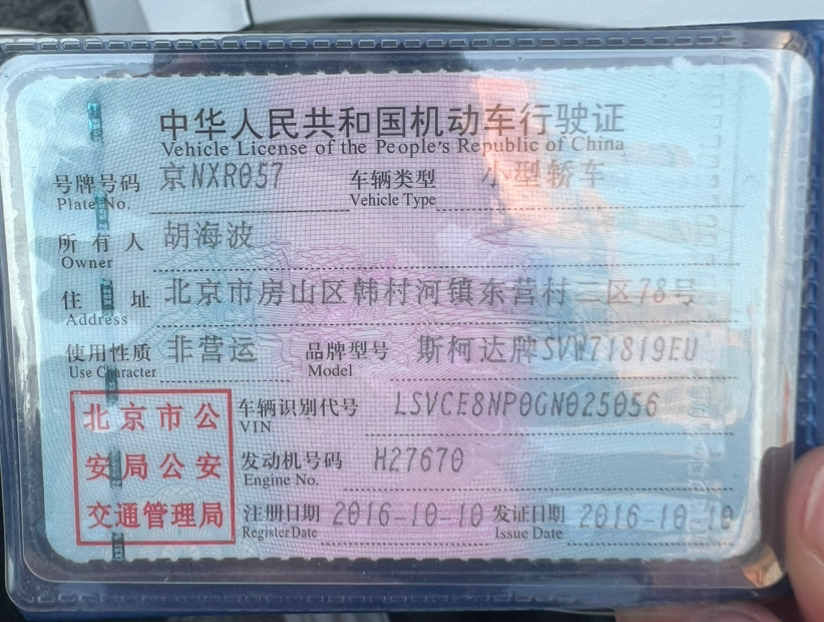 中华人民共和国机动车行驶证
Vehicle License of the People's Republic of China
号牌号码 京NXR057 车辆类型 小型轿车
Plate No. Vehicle Type
所有人 胡海波
Owner
住 址 北京市房山区韩村河镇东营村三区78号
Address
使用性质 非营运 品牌型号 斯柯达牌SVW71819EU
Use Character Model
车辆识别代号 LSVCE8NP0GN025056
VIN
发动机号码 H27670
Engine No.
注册日期 2016-10-10 发证日期 2016-10-10
Register Date Issue Date
北京市公
安局公安
交通管理局